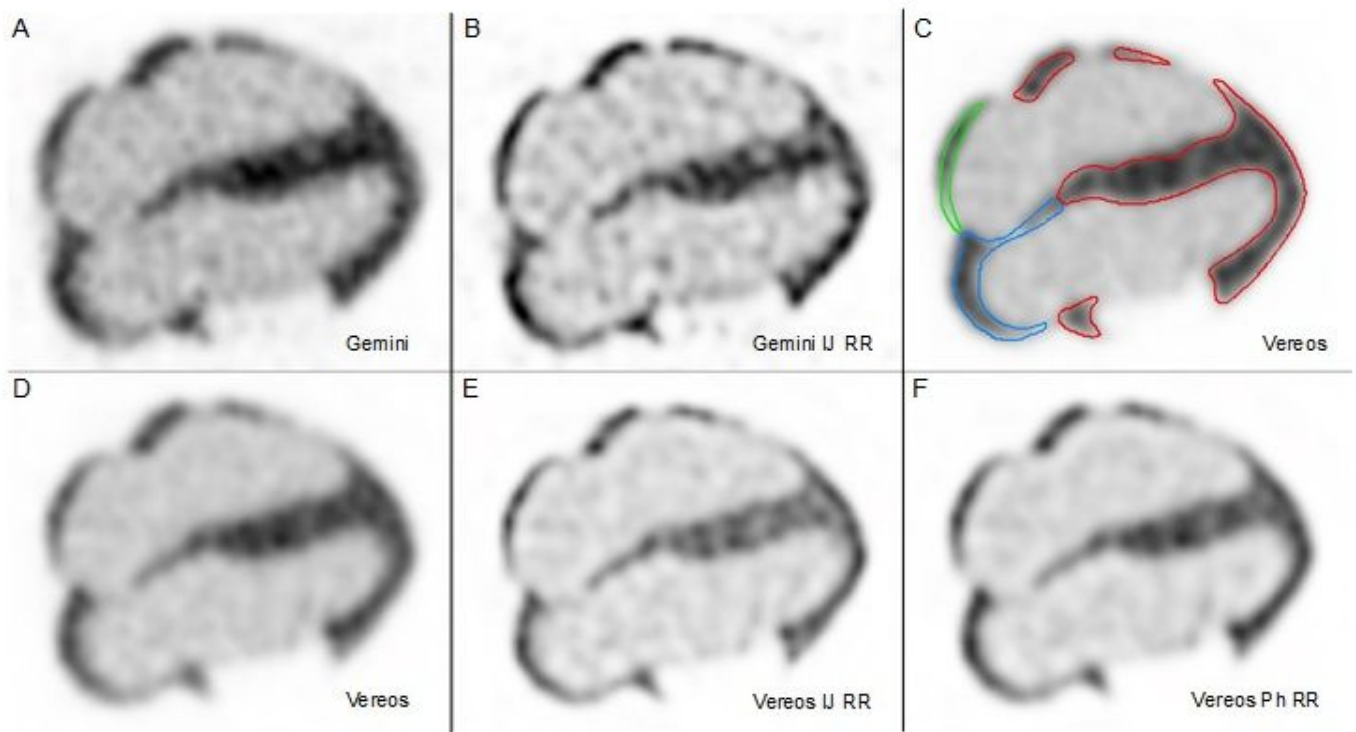 A
Gemini
B
Gemini IJ RR
C
Vereos
D
Vereos
E
Vereos IJ RR
F
Vereos Ph RR